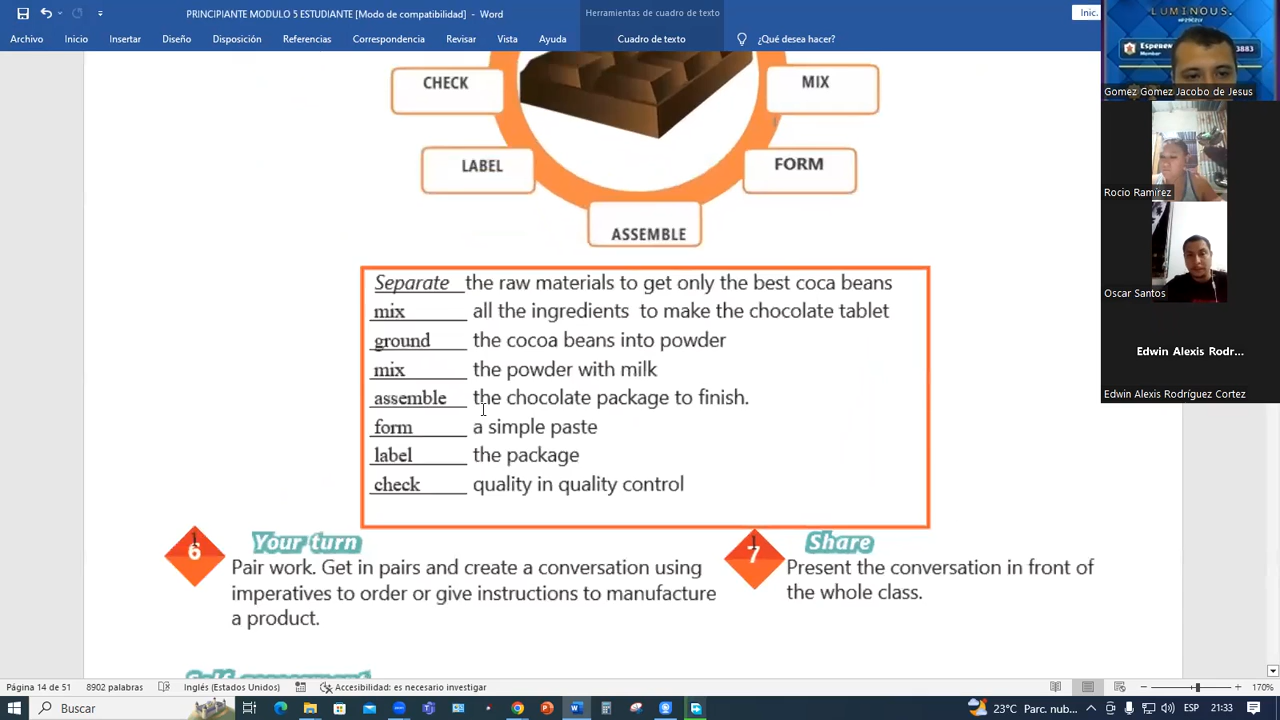 PRINCIPIANTE MODULO 5 ESTUDIANTE [Modo de compatibilidad] - Word
Herramientas de cuadro de texto
Inic.
Archivo Inicio Insertar Diseño Disposición Referencias Correspondencia Revisar Vista Ayuda Cuadro de texto ¿Qué desea hacer?
LUMINOUS.
3883
Gomez Gomez Jacobo de Jesus
Rocio Ramírez
Oscar Santos
Edwin Alexis Rodr...
Edwin Alexis Rodríguez Cortez
CHECK
MIX
LABEL
FORM
ASSEMBLE
Separate the raw materials to get only the best coca beans
mix all the ingredients to make the chocolate tablet
ground the cocoa beans into powder
mix the powder with milk
assemble the chocolate package to finish.
form a simple paste
label the package
check quality in quality control
6 Your turn
Pair work. Get in pairs and create a conversation using
imperatives to order or give instructions to manufacture
a product.
7 Share
Present the conversation in front of
the whole class.
Página 14 de 51 8902 palabras Inglés (Estados Unidos) Accesibilidad: es necesario investigar 170%
Buscar 23°C Parc. nub... ESP 21:33